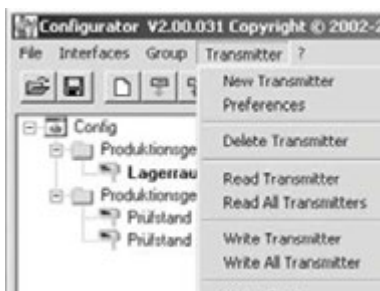 Configurator V2.00.031 Copyright © 2002-2
File Interfaces Group Transmitter ?
New Transmitter
Preferences
Delete Transmitter
Read Transmitter
Read All Transmitters
Write Transmitter
Write All Transmitter
Config
Produktionsge
Lagerrau
Produktionsge
Prüfstand
Prüfstand